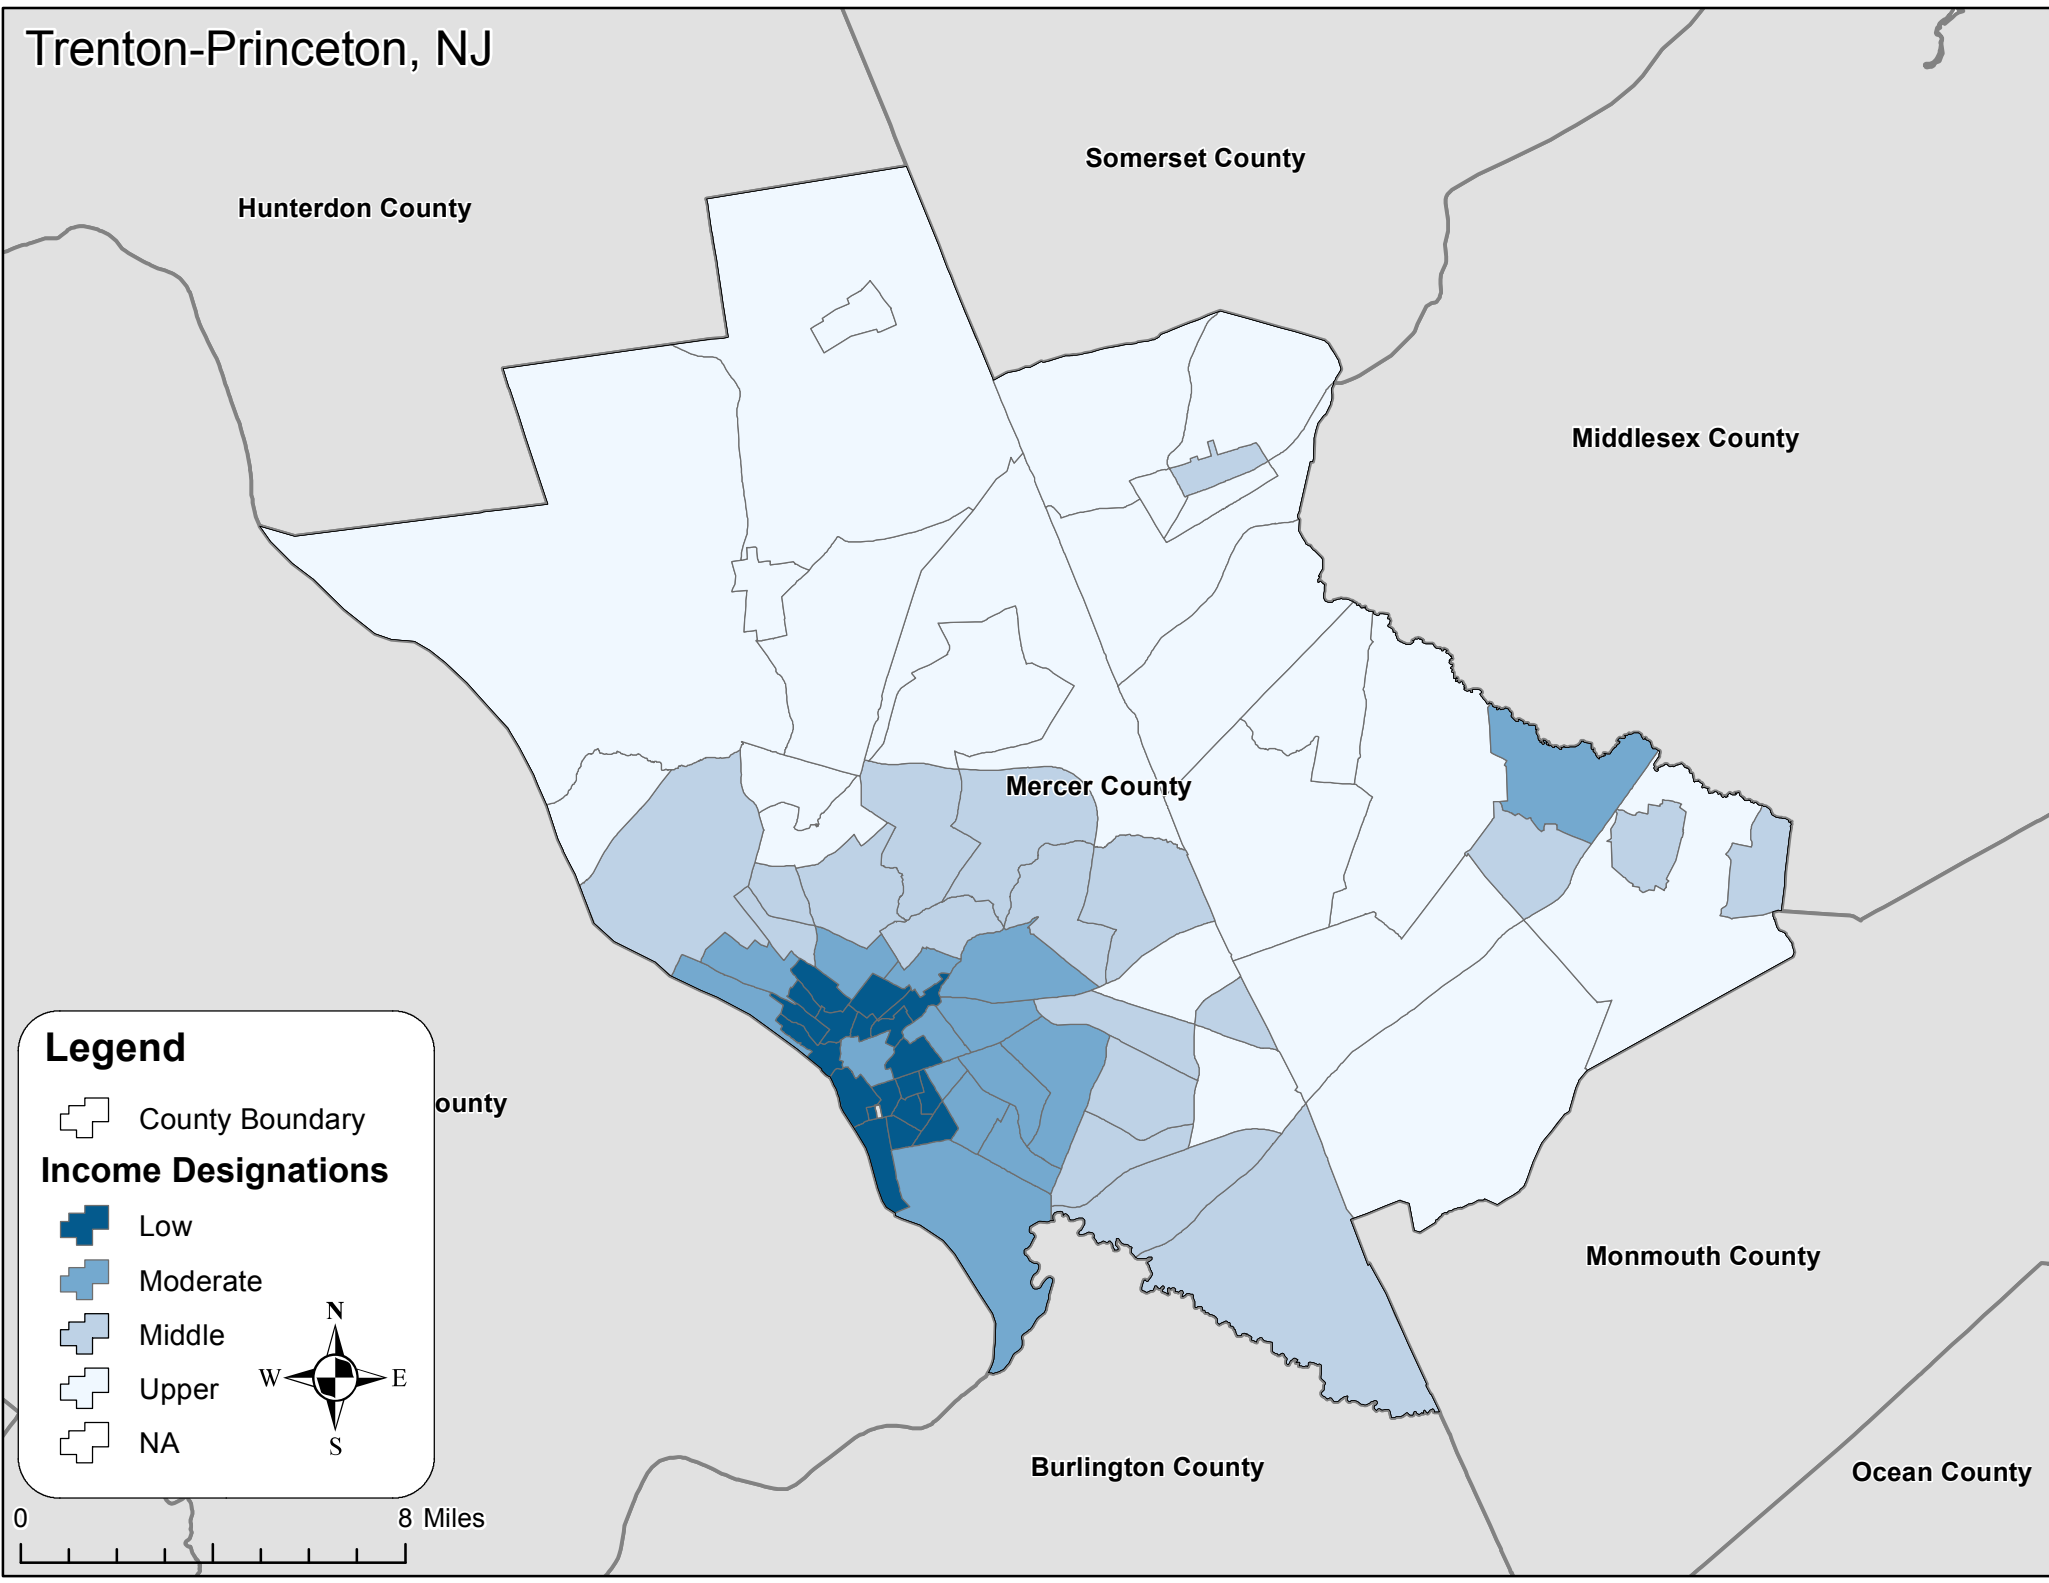 Trenton-Princeton, NJ
Somerset County
Hunterdon County
Middlesex County
Mercer County
Legend
County Boundary
ounty
Income Designations
Low
Moderate
Middle
Upper
NA
N
W
E
S
Monmouth County
Burlington County
Ocean County
0
8 Miles